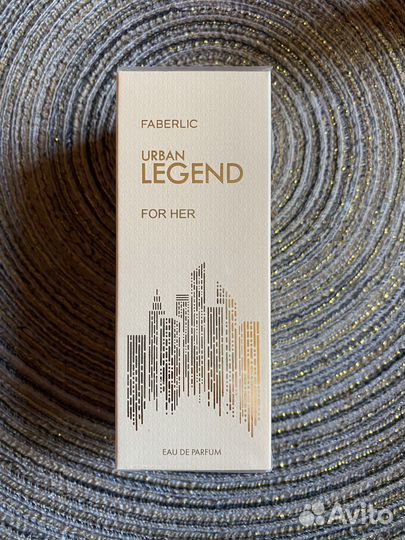 FABERLIC
URBAN
LEGEND
FOR HER
EAU DE PARFUM
Avito